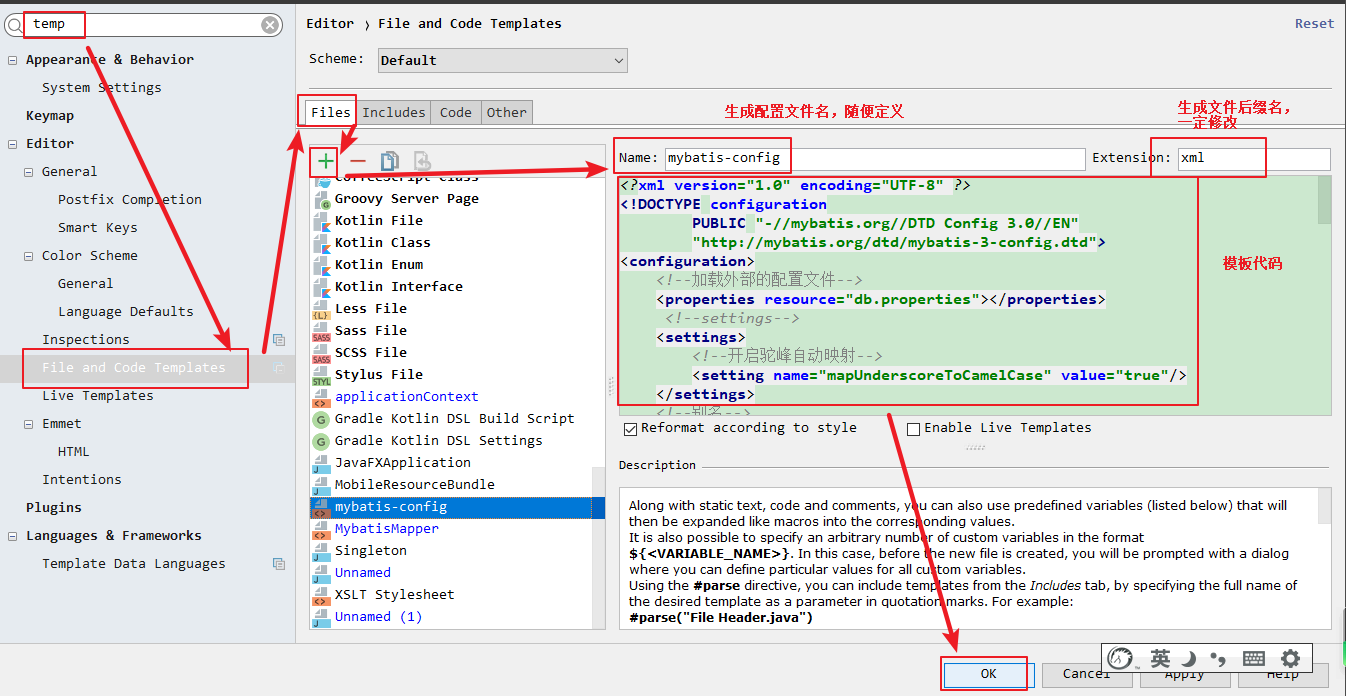 temp
Appearance & Behavior
System Settings
Keymap
Editor
General
Postfix Completion
Smart Keys
Color Scheme
General
Language Defaults
Inspections
File and Code Templates
Live Templates
Emmet
HTML
Intentions
Plugins
Languages & Frameworks
Template Data Languages
Editor › File and Code Templates
Reset
Scheme: Default
Files Includes Code Other
生成配置文件名，随便定义
生成文件后缀名，
一定修改
Name: mybatis-config Extension: xml
CoffeeScript Class
Groovy Server Page
Kotlin File
Kotlin Class
Kotlin Enum
Kotlin Interface
Less File
Sass File
SCSS File
Stylus File
applicationContext
Gradle Kotlin DSL Build Script
Gradle Kotlin DSL Settings
JavaFXApplication
MobileResourceBundle
mybatis-config
MybatisMapper
Singleton
Unnamed
XSLT Stylesheet
Unnamed (1)
<?xml version="1.0" encoding="UTF-8" ?>
<!DOCTYPE configuration
PUBLIC "-//mybatis.org//DTD Config 3.0//EN"
"http://mybatis.org/dtd/mybatis-3-config.dtd">
<configuration>
<!--加载外部的配置文件-->
<properties resource="db.properties"></properties>
<!--settings-->
<settings>
<!--开启驼峰自动映射-->
<setting name="mapUnderscoreToCamelCase" value="true"/>
</settings>
<!--别名-->
模板代码
Reformat according to style
Enable Live Templates
Description
Along with static text, code and comments, you can also use predefined variables (listed below) that will
then be expanded like macros into the corresponding values.
It is also possible to specify an arbitrary number of custom variables in the format
${<VARIABLE_NAME>}. In this case, before the new file is created, you will be prompted with a dialog
where you can define particular values for all custom variables.
Using the #parse directive, you can include templates from the Includes tab, by specifying the full name of
the desired template as a parameter in quotation marks. For example:
#parse("File Header.java")
英
OK Cancel Apply Help